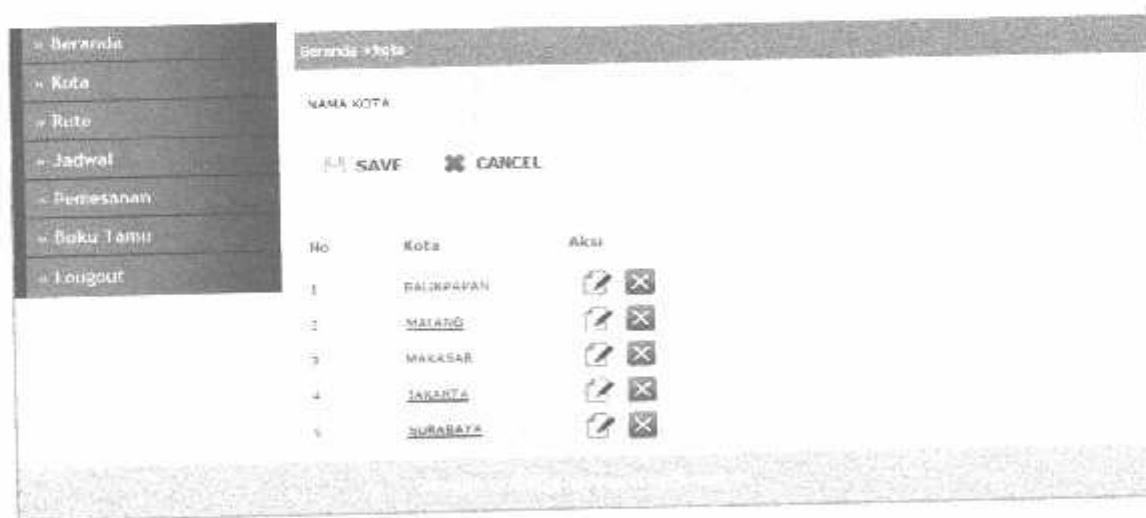 » Beranda
» Kota
» Rute
» Jadwal
» Pemesanan
» Buku Tamu
» Lougout
Beranda »kota
NAMA KOTA
SAVE CANCEL
No Kota Aksi
1 BALIKPAPAN
2 MALANG
3 MAKASAR
4 JAKARTA
5 SURABAYA